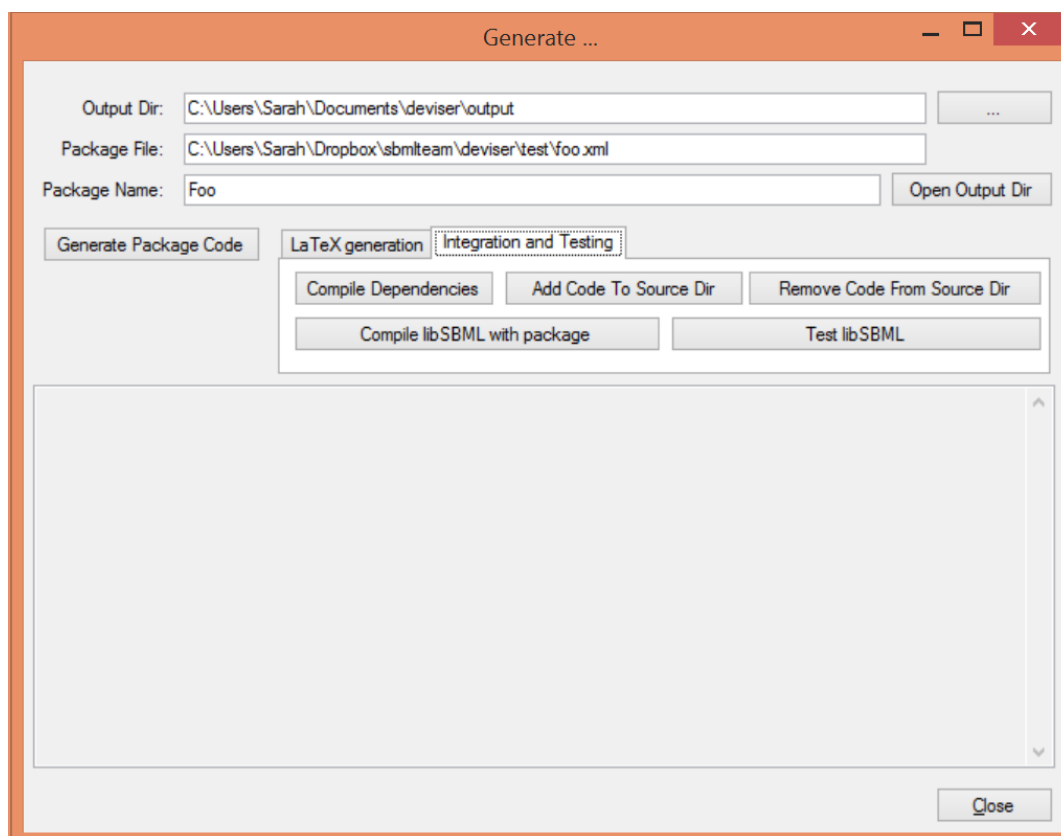 Generate ...
Output Dir: C:\Users\Sarah\Documents\deviser\output ...
Package File: C:\Users\Sarah\Dropbox\sbmlteam\deviser\test\foo.xml
Package Name: Foo Open Output Dir
Generate Package Code LaTeX generation Integration and Testing
Compile Dependencies Add Code To Source Dir Remove Code From Source Dir
Compile libSBML with package Test libSBML
Close